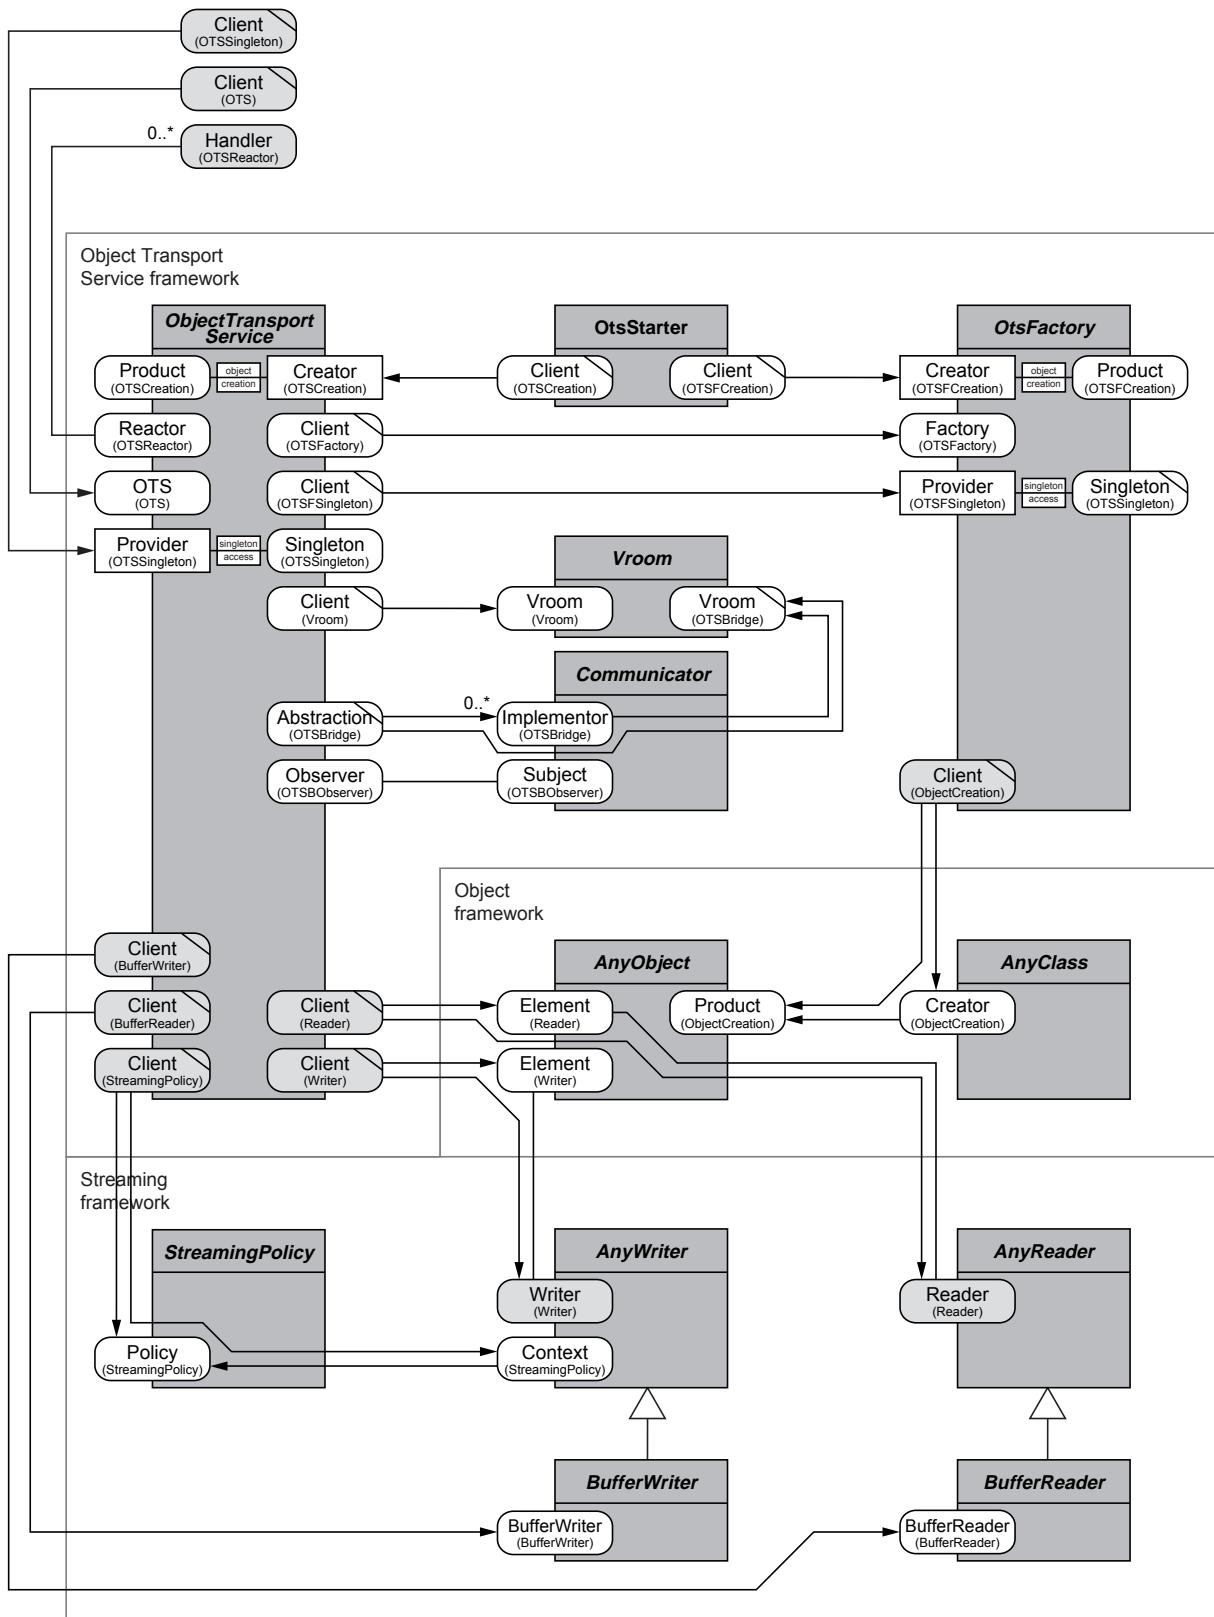 Client
(OTSSingleton)
Client
(OTS)
0..*
Handler
(OTSReactor)
Object Transport
Service framework
ObjectTransport
Service
OtsStarter
OtsFactory
Product
(OTSCreation)
object
creation
Creator
(OTSCreation)
Client
(OTSCreation)
Client
(OTSFCreation)
Creator
(OTSFCreation)
object
creation
Product
(OTSFCreation)
Reactor
(OTSReactor)
Client
(OTSFactory)
Factory
(OTSFactory)
OTS
(OTS)
Client
(OTSFSingleton)
Provider
(OTSFSingleton)
singleton
access
Singleton
(OTSSingleton)
Provider
(OTSSingleton)
singleton
access
Singleton
(OTSSingleton)
Vroom
Client
(Vroom)
Vroom
(Vroom)
Vroom
(OTSBridge)
Communicator
Abstraction
(OTSBridge)
0..*
Implementor
(OTSBridge)
Observer
(OTSBObserver)
Subject
(OTSBObserver)
Client
(ObjectCreation)
Object
framework
Client
(BufferWriter)
AnyObject
AnyClass
Client
(BufferReader)
Client
(Reader)
Element
(Reader)
Product
(ObjectCreation)
Creator
(ObjectCreation)
Client
(StreamingPolicy)
Client
(Writer)
Element
(Writer)
Streaming
framework
StreamingPolicy
AnyWriter
AnyReader
Writer
(Writer)
Reader
(Reader)
Policy
(StreamingPolicy)
Context
(StreamingPolicy)
BufferWriter
BufferReader
BufferWriter
(BufferWriter)
BufferReader
(BufferReader)